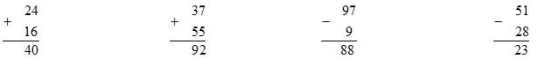 24 37 97 51
+ + − −
16 55 9 28
40 92 88 23